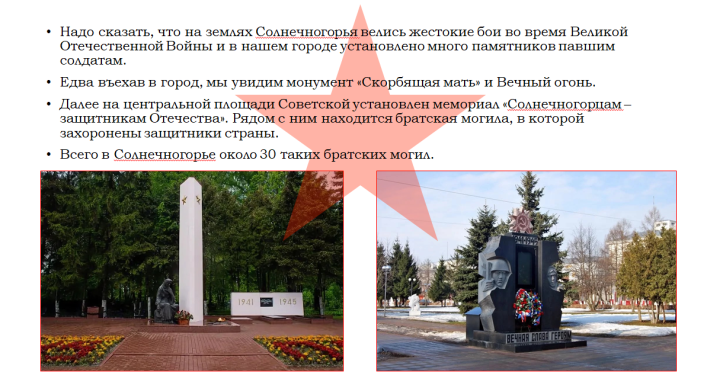 • Надо сказать, что на землях Солнечногорья велись жестокие бои во время Великой
Отечественной Войны и в нашем городе установлено много памятников павшим
солдатам.
• Едва въехав в город, мы увидим монумент «Скорбящая мать» и Вечный огонь.
• Далее на центральной площади Советской установлен мемориал «Солнечногорцам –
защитникам Отечества». Рядом с ним находится братская могила, в которой
захоронены защитники страны.
• Всего в Солнечногорье около 30 таких братских могил.
1941 1945
ВЕЧНАЯ СЛАВА ГЕРОЯМ